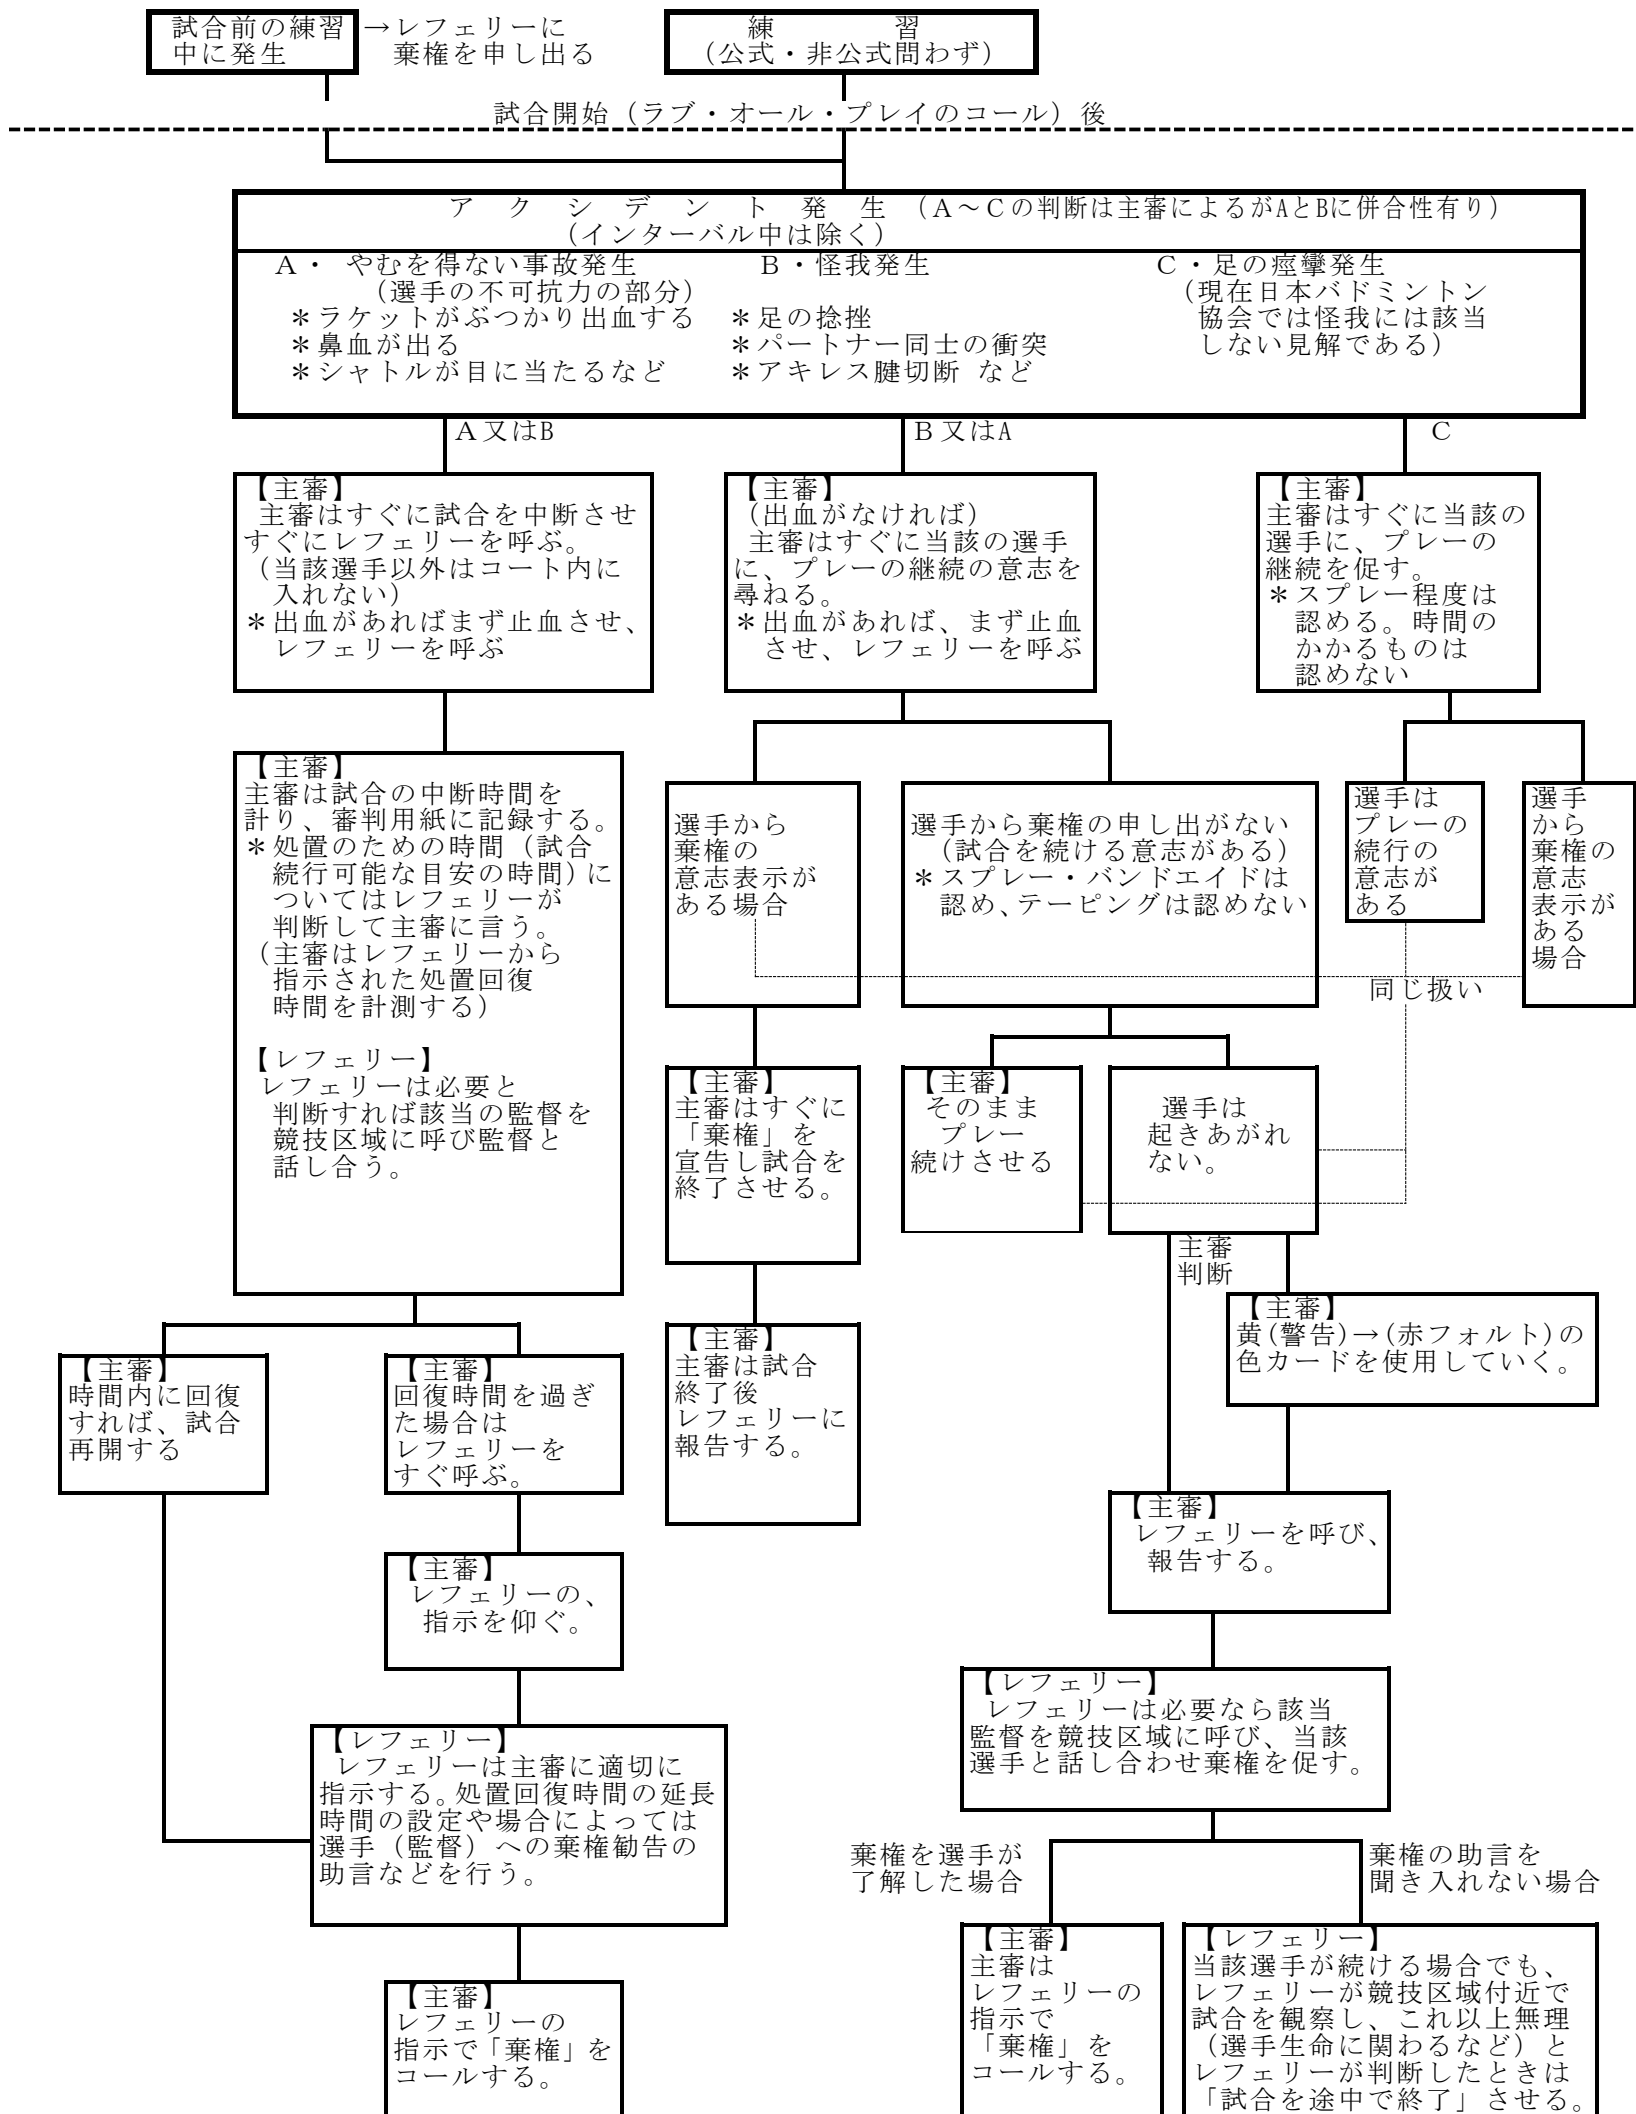 試合前の練習
中に発生
→レフェリーに
棄権を申し出る
練　　　習
（公式・非公式問わず）
試合開始（ラブ・オール・プレイのコール）後
ア　ク　シ　デ　ン　ト　発　生（A～Cの判断は主審によるがAとBに併合性有り）
（インターバル中は除く）
A・ やむを得ない事故発生
（選手の不可抗力の部分）
＊ラケットがぶつかり出血する
＊鼻血が出る
＊シャトルが目に当たるなど
B・怪我発生
＊足の捻挫
＊パートナー同士の衝突
＊アキレス腱切断 など
C・足の痙攣発生
（現在日本バドミントン
協会では怪我には該当
しない見解である）
A又はB
B又はA
C
【主審】
主審はすぐに試合を中断させ
すぐにレフェリーを呼ぶ。
（当該選手以外はコート内に
入れない）
＊出血があればまず止血させ、
レフェリーを呼ぶ
【主審】
（出血がなければ）
主審はすぐに当該の選手
に、プレーの継続の意志を
尋ねる。
＊出血があれば、まず止血
させ、レフェリーを呼ぶ
【主審】
主審はすぐに当該の
選手に、プレーの
継続を促す。
＊スプレー程度は
認める。時間の
かかるものは
認めない
【主審】
主審は試合の中断時間を
計り、審判用紙に記録する。
＊処置のための時間（試合
続行可能な目安の時間）に
ついてはレフェリーが
判断して主審に言う。
（主審はレフェリーから
指示された処置回復
時間を計測する）
【レフェリー】
レフェリーは必要と
判断すれば該当の監督を
競技区域に呼び監督と
話し合う。
選手から
棄権の
意志表示が
ある場合
選手から棄権の申し出がない
（試合を続ける意志がある）
＊スプレー・バンドエイドは
認め、テーピングは認めない
選手は
プレーの
続行の
意志が
ある
選手
から
棄権の
意志
表示が
ある
場合
同じ扱い
【主審】
主審はすぐに
「棄権」を
宣告し試合を
終了させる。
【主審】
そのまま
プレー
続けさせる
選手は
起きあがれ
ない。
主審
判断
【主審】
黄(警告)→(赤フォルト)の
色カードを使用していく。
【主審】
時間内に回復
すれば、試合
再開する
【主審】
回復時間を過ぎ
た場合は
レフェリーを
すぐ呼ぶ。
【主審】
主審は試合
終了後
レフェリーに
報告する。
【主審】
レフェリーを呼び、
報告する。
【主審】
レフェリーの、
指示を仰ぐ。
【レフェリー】
レフェリーは必要なら該当
監督を競技区域に呼び、当該
選手と話し合わせ棄権を促す。
【レフェリー】
レフェリーは主審に適切に
指示する。処置回復時間の延長
時間の設定や場合によっては
選手（監督）への棄権勧告の
助言などを行う。
棄権を選手が
了解した場合
棄権の助言を
聞き入れない場合
【主審】
レフェリーの
指示で「棄権」を
コールする。
【主審】
主審は
レフェリーの
指示で
「棄権」を
コールする。
【レフェリー】
当該選手が続ける場合でも、
レフェリーが競技区域付近で
試合を観察し、これ以上無理
（選手生命に関わるなど）と
レフェリーが判断したときは
「試合を途中で終了」させる。